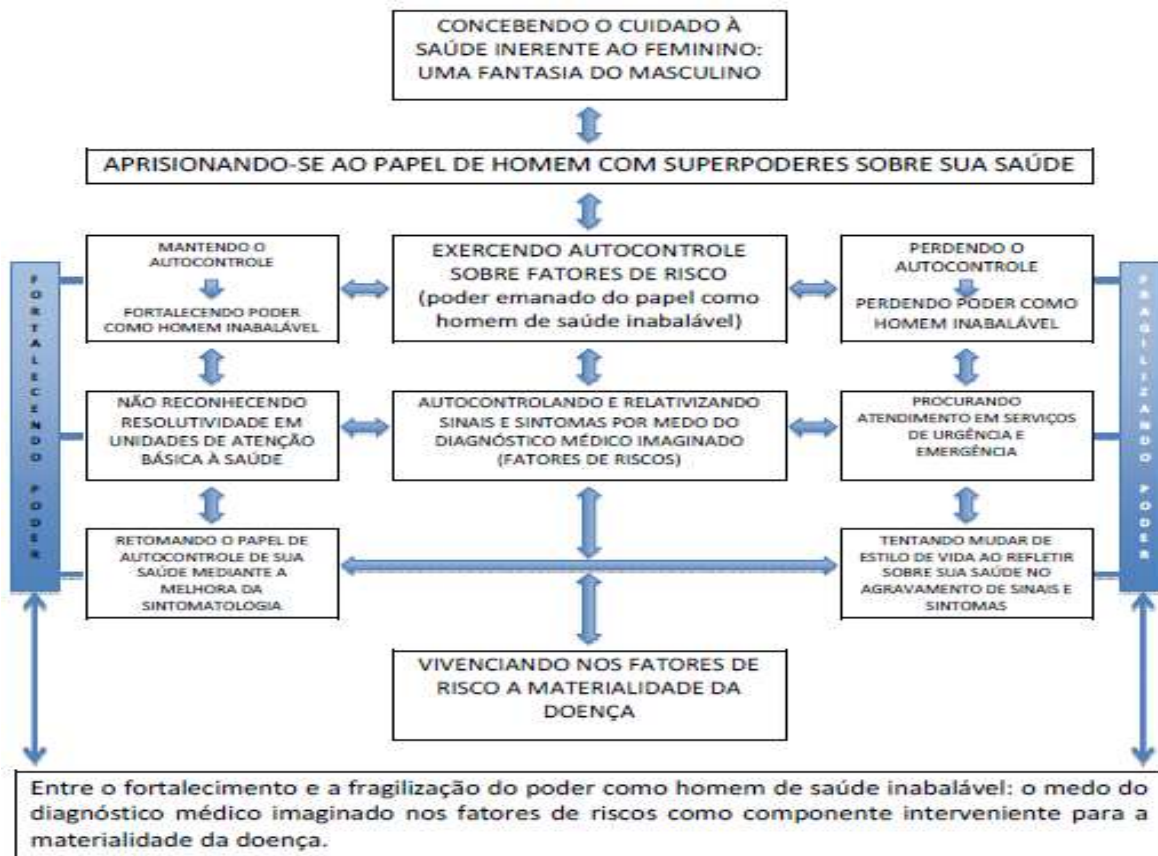 CONCEBENDO O CUIDADO À
SAÚDE INERENTE AO FEMININO:
UMA FANTASIA DO MASCULINO
APRISIONANDO-SE AO PAPEL DE HOMEM COM SUPERPODERES SOBRE SUA SAÚDE
FORTALECENDO PODER
MANTENDO O
AUTOCONTROLE
FORTALECENDO PODER
COMO HOMEM INABALÁVEL
EXERCENDO AUTOCONTROLE
SOBRE FATORES DE RISCO
(poder emanado do papel como
homem de saúde inabalável)
PERDENDO O
AUTOCONTROLE
PERDENDO PODER COMO
HOMEM INABALÁVEL
FRAGILIZANDO PODER
NÃO RECONHECENDO
RESOLUTIVIDADE EM
UNIDADES DE ATENÇÃO
BÁSICA À SAÚDE
AUTOCONTROLANDO E RELATIVIZANDO
SINAIS E SINTOMAS POR MEDO DO
DIAGNÓSTICO MÉDICO IMAGINADO
(FATORES DE RISCOS)
PROCURANDO
ATENDIMENTO EM SERVIÇOS
DE URGÊNCIA E
EMERGÊNCIA
RETOMANDO O PAPEL DE
AUTOCONTROLE DE SUA
SAÚDE MEDIANTE A
MELHORA DA
SINTOMATOLOGIA
TENTANDO MUDAR DE
ESTILO DE VIDA AO REFLETIR
SOBRE SUA SAÚDE NO
AGRAVAMENTO DE SINAIS E
SINTOMAS
VIVENCIANDO NOS FATORES DE
RISCO A MATERIALIDADE DA
DOENÇA
Entre o fortalecimento e a fragilização do poder como homem de saúde inabalável: o medo do
diagnóstico médico imaginado nos fatores de riscos como componente interveniente para a
materialidade da doença.